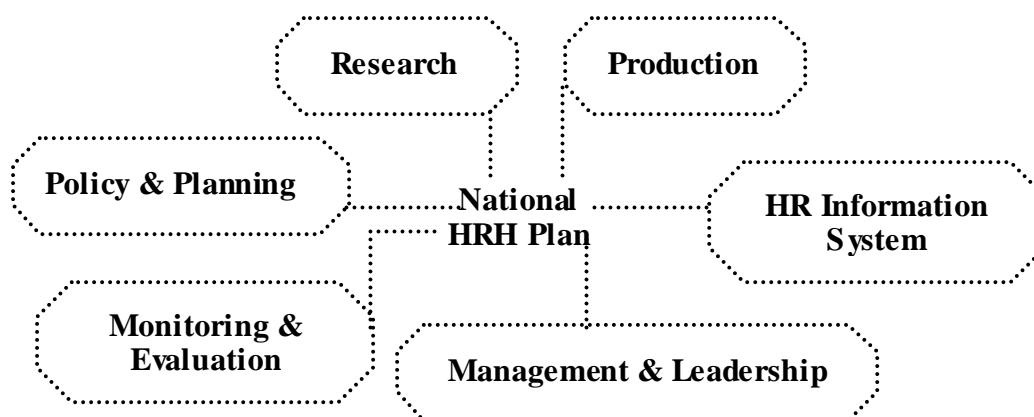 Research
Production
Policy & Planning
National
HRH Plan
HR Information
System
Monitoring &
Evaluation
Management & Leadership